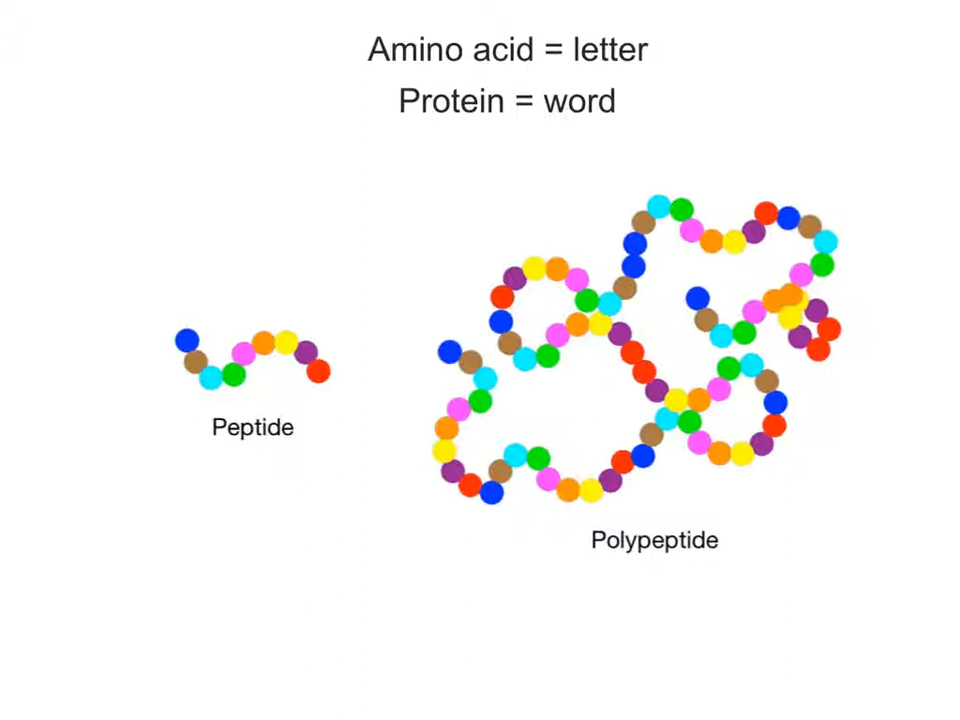 Amino acid = letter
Protein = word
Peptide
Polypeptide